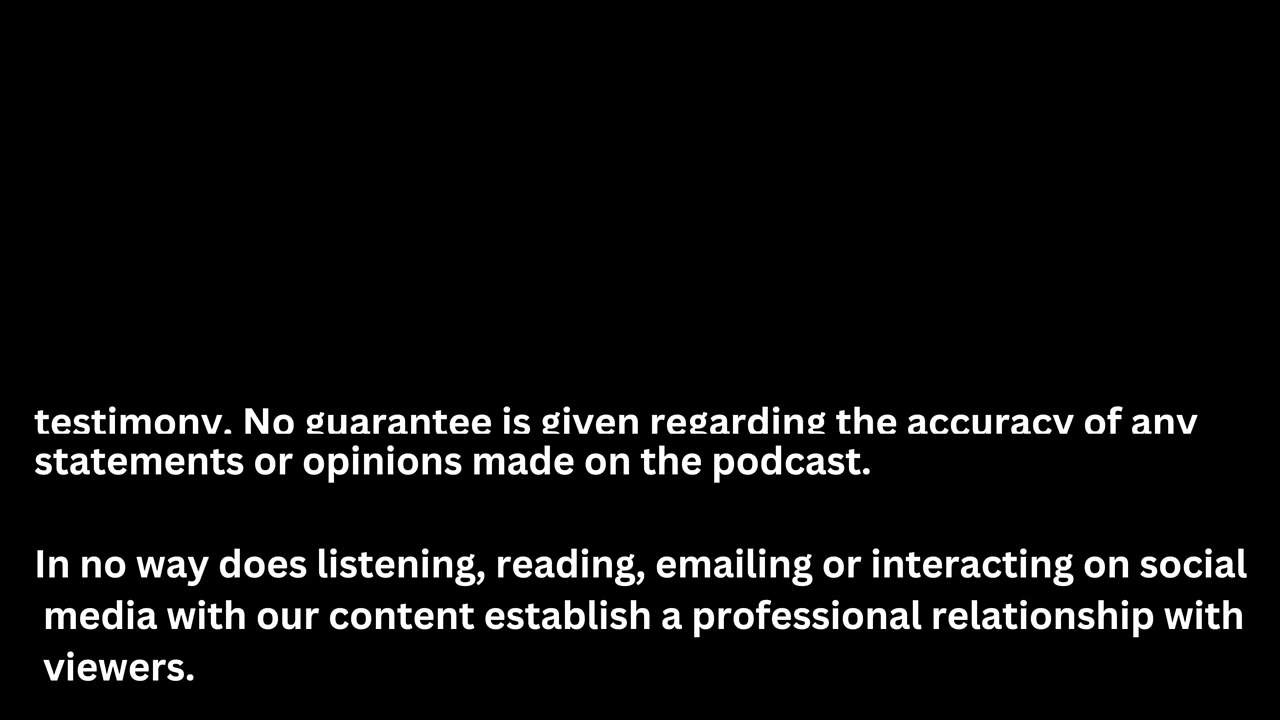 testimony. No guarantee is given regarding the accuracy of any
statements or opinions made on the podcast.
In no way does listening, reading, emailing or interacting on social
media with our content establish a professional relationship with
viewers.